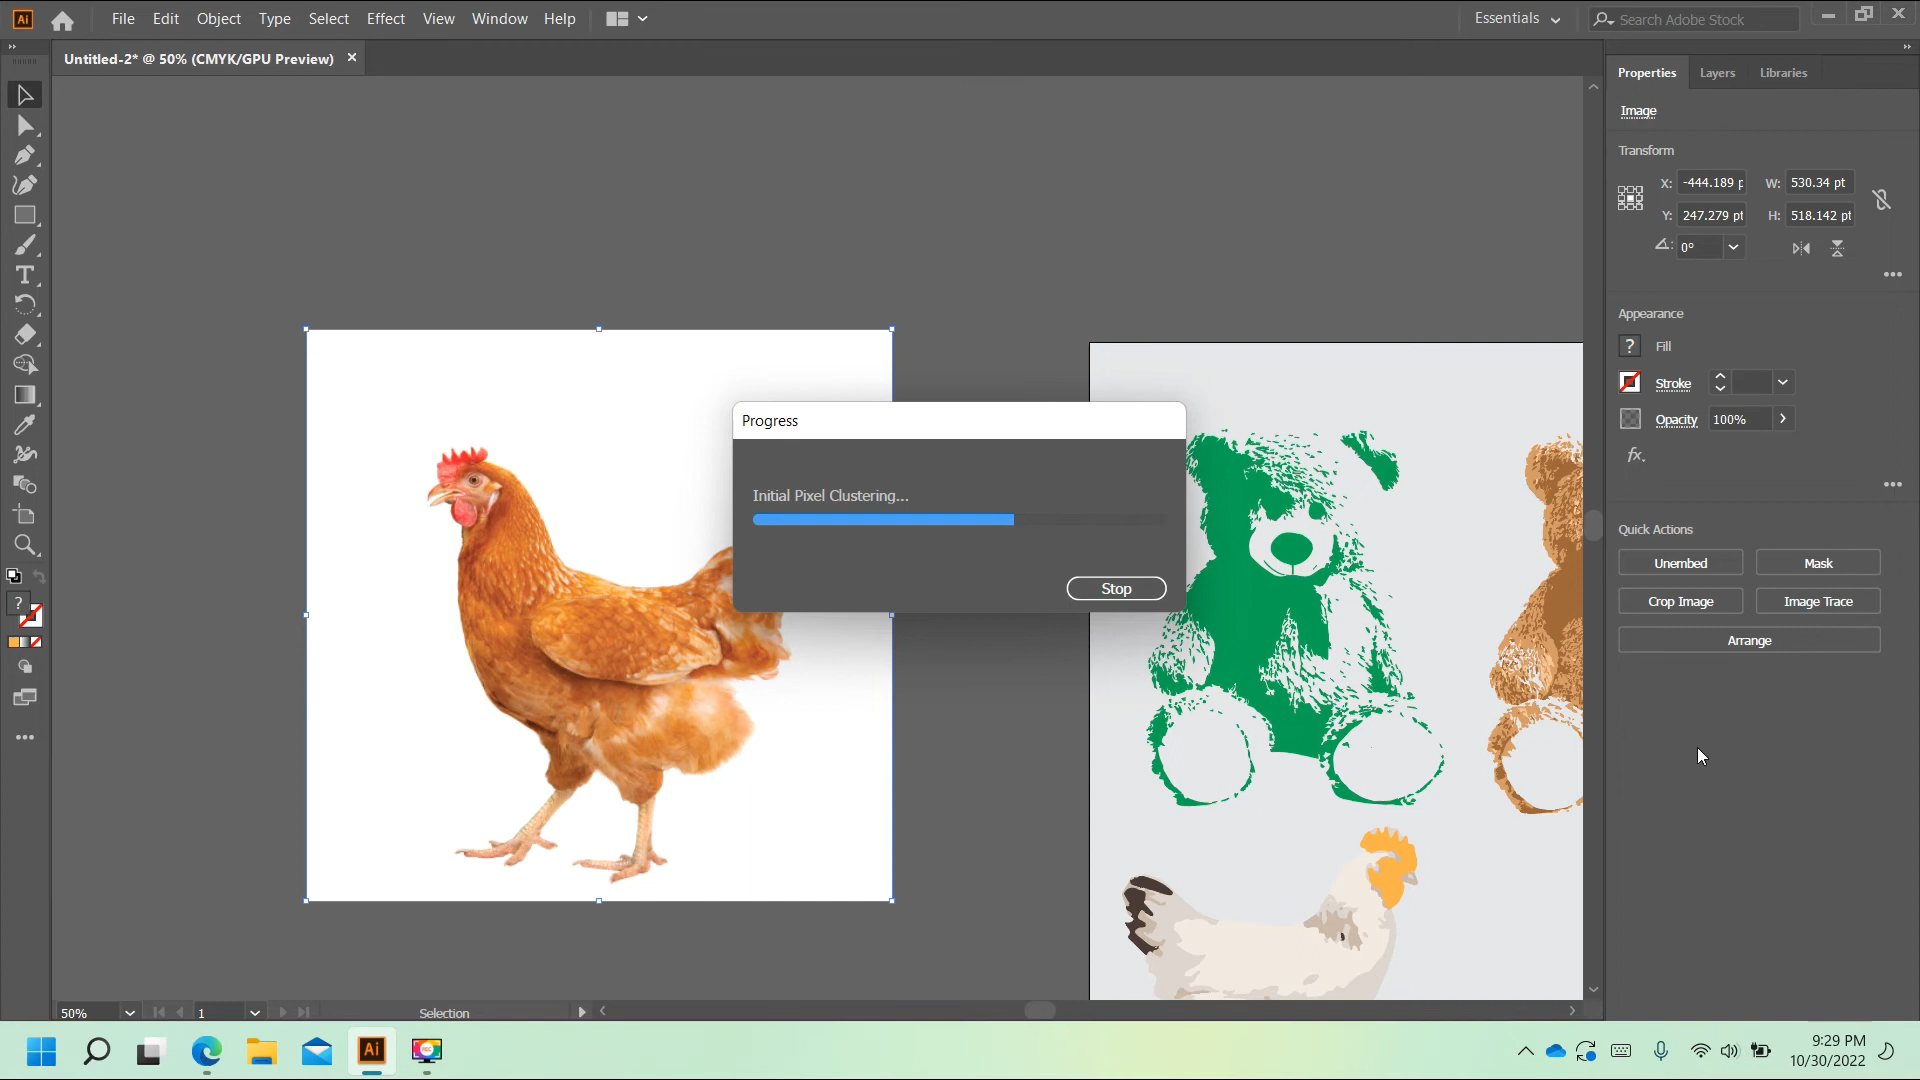 Ai File Edit Object Type Select Effect View Window Help Essentials Search Adobe Stock
Untitled-2* @ 50% (CMYK/GPU Preview)
Properties Layers Libraries
Image
Transform
X: -444.189 p W: 530.34 pt
Y: 247.279 pt H: 518.142 pt
0°
Appearance
? Fill
Stroke
Opacity 100%
fx.
Progress
Initial Pixel Clustering...
Stop
Quick Actions
Unembed Mask
Crop Image Image Trace
Arrange
?
50% 1 Selection
Ai
REC
9:29 PM
10/30/2022